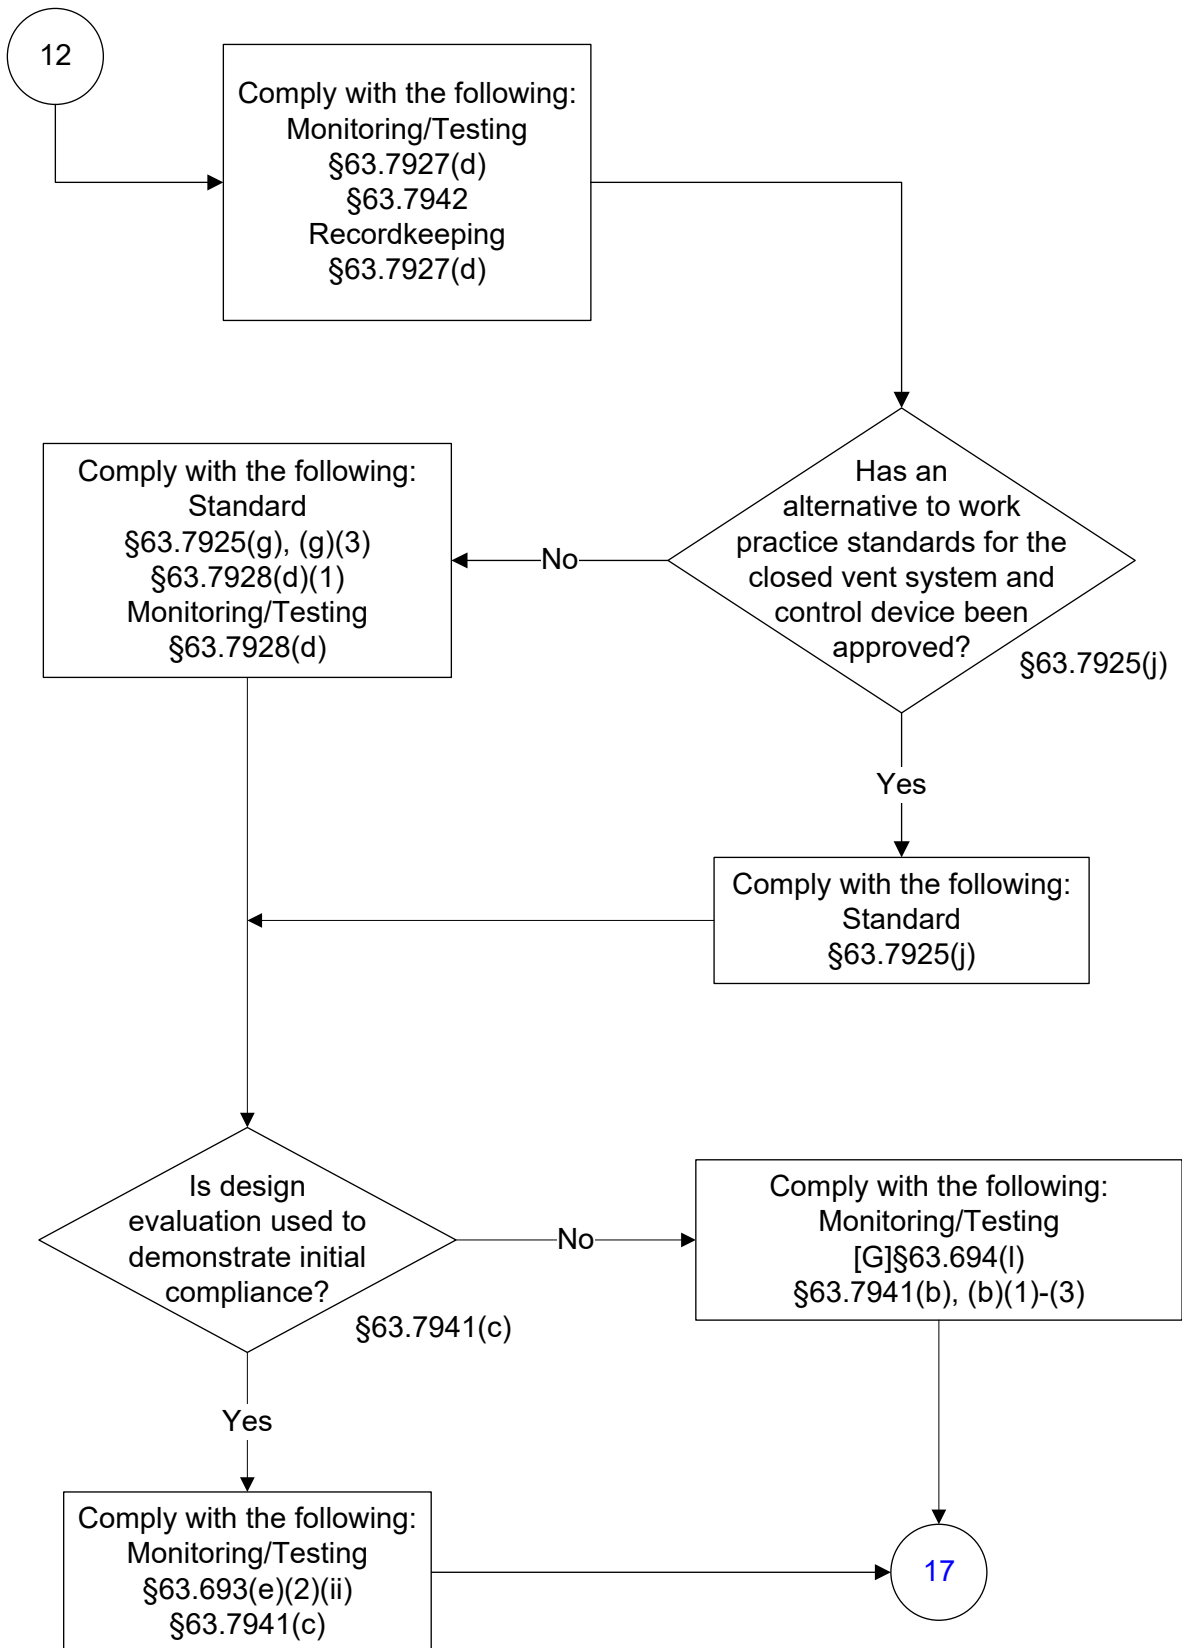 12
Comply with the following:
Monitoring/Testing
§63.7927(d)
§63.7942
Recordkeeping
§63.7927(d)
Has an
alternative to work
practice standards for the
closed vent system and
control device been
approved?
§63.7925(j)
No
Comply with the following:
Standard
§63.7925(g), (g)(3)
§63.7928(d)(1)
Monitoring/Testing
§63.7928(d)
Yes
Comply with the following:
Standard
§63.7925(j)
Is design
evaluation used to
demonstrate initial
compliance?
§63.7941(c)
No
Comply with the following:
Monitoring/Testing
[G]§63.694(l)
§63.7941(b), (b)(1)-(3)
Yes
Comply with the following:
Monitoring/Testing
§63.693(e)(2)(ii)
§63.7941(c)
17